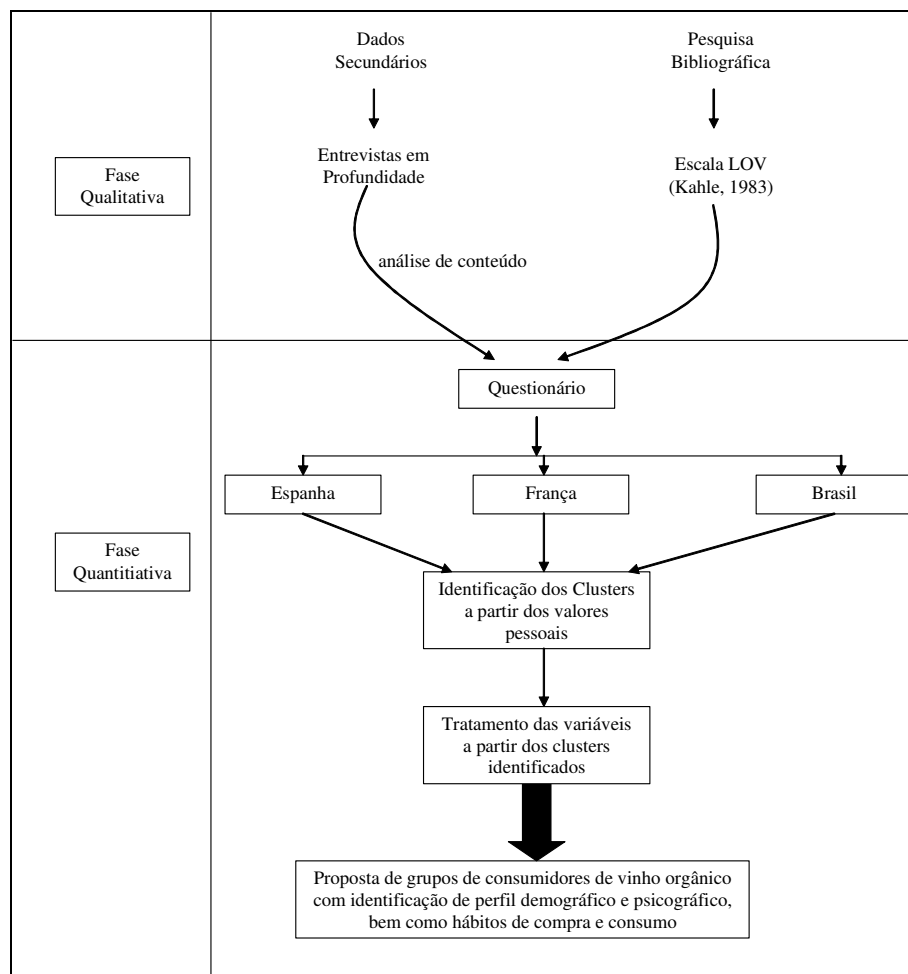 Dados
Secundários
Pesquisa
Bibliográfica
Fase
Qualitativa
Entrevistas em
Profundidade
Escala LOV
(Kahle, 1983)
análise de conteúdo
Questionário
Espanha
França
Brasil
Fase
Quantitiativa
Identificação dos Clusters
a partir dos valores
pessoais
Tratamento das variáveis
a partir dos clusters
identificados
Proposta de grupos de consumidores de vinho orgânico
com identificação de perfil demográfico e psicográfico,
bem como hábitos de compra e consumo